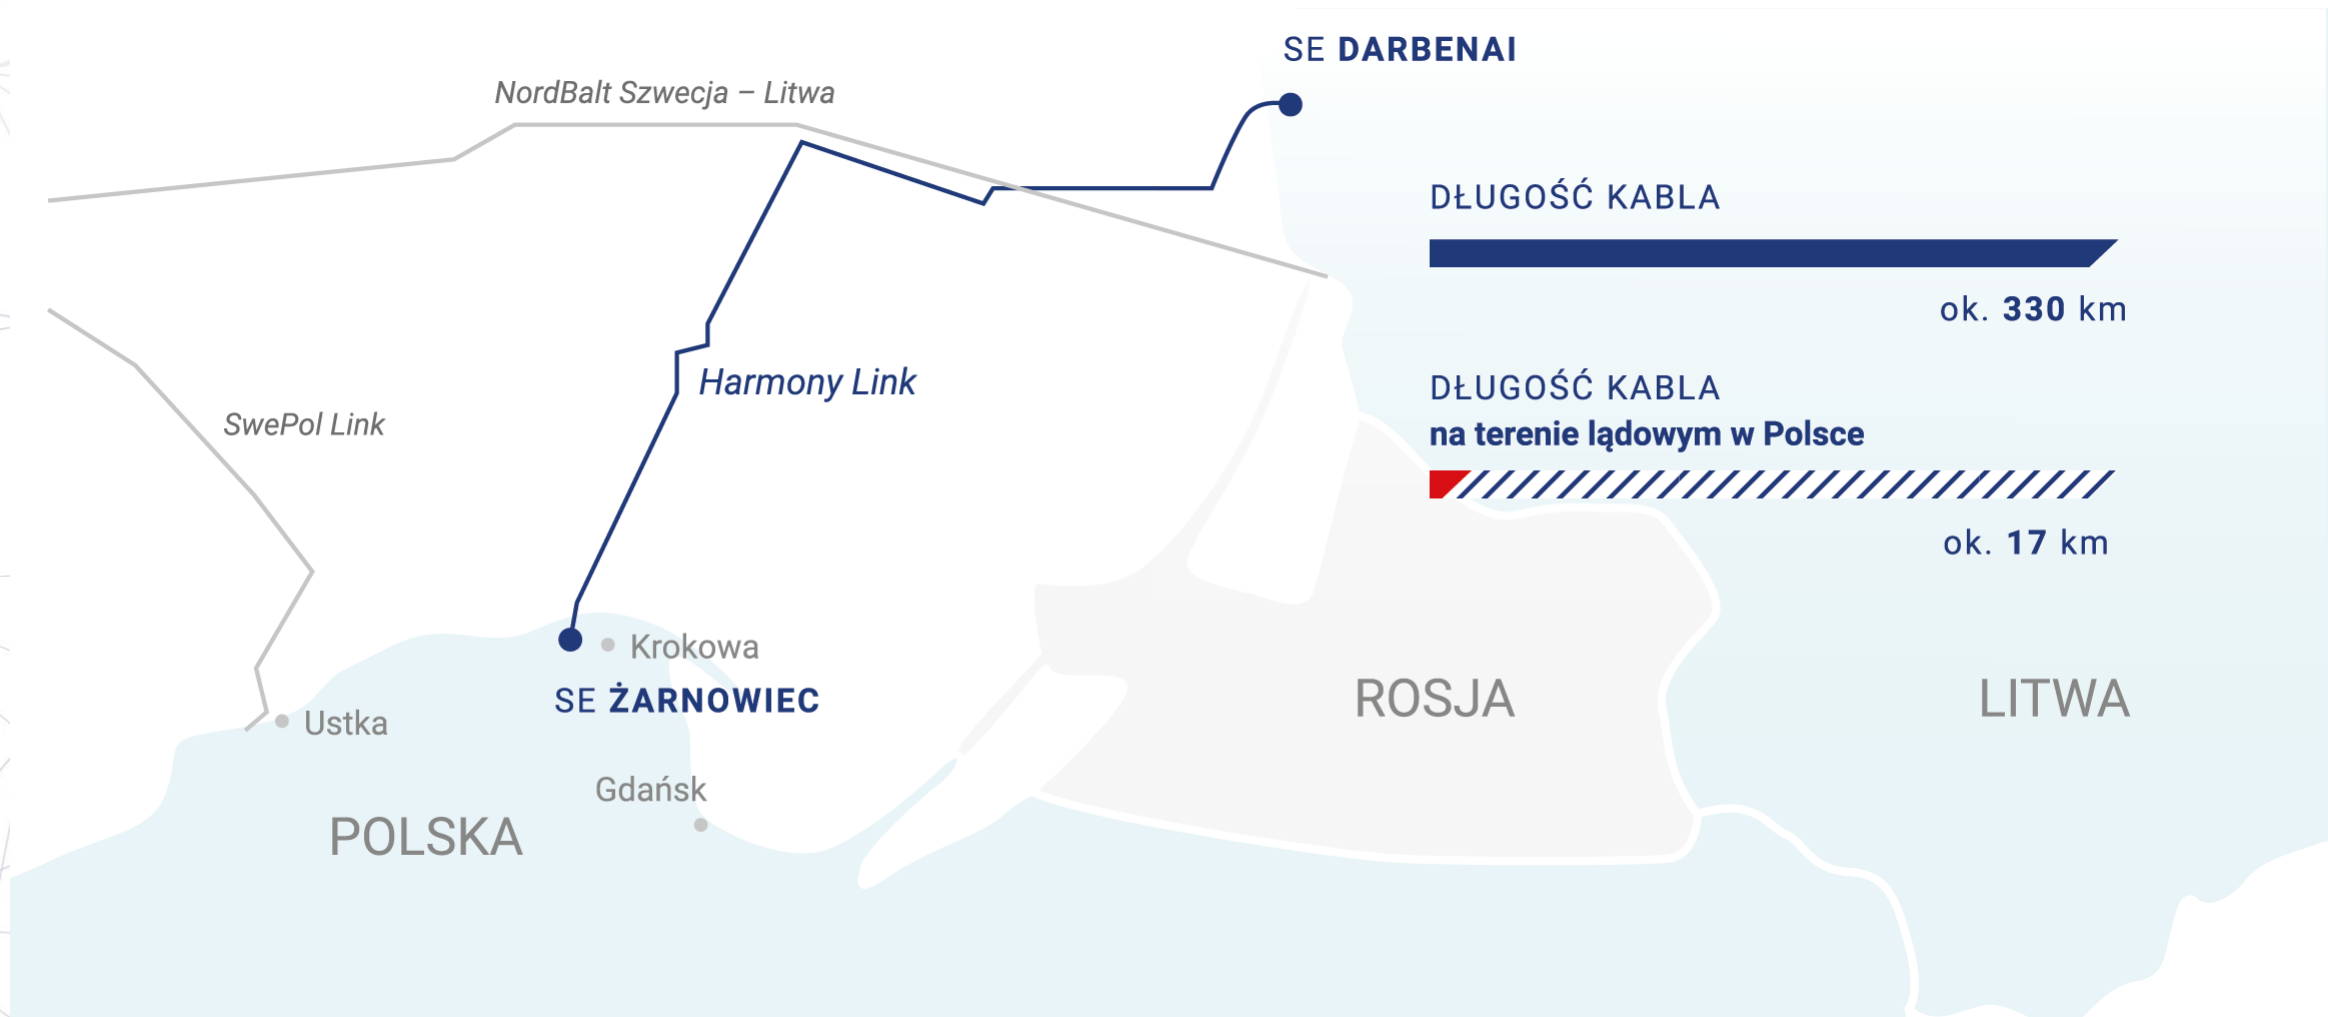 SE DARBENAI
NordBalt Szwecja – Litwa
DŁUGOŚĆ KABLA
ok. 330 km
Harmony Link
DŁUGOŚĆ KABLA
na terenie lądowym w Polsce
SwePol Link
ok. 17 km
Krokowa
SE ŻARNOWIEC
ROSJA
LITWA
Ustka
Gdańsk
POLSKA